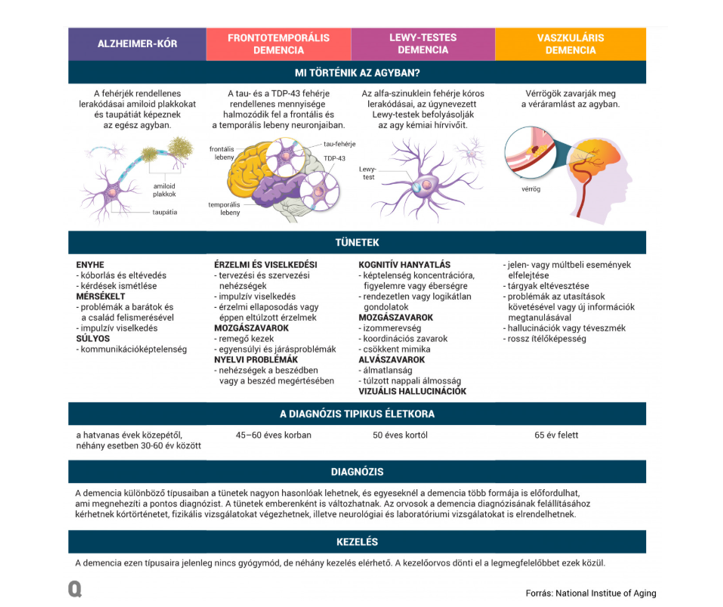 ALZHEIMER-KÓR
FRONTOTEMPORÁLIS
DEMENCIA
LEWY-TESTES
DEMENCIA
VASZKULÁRIS
DEMENCIA
MI TÖRTÉNIK AZ AGYBAN?
A fehérjék rendellenes
lerakódásai amiloid plakkokat
és taupátiát képeznek
az egész agyban.
A tau- és a TDP-43 fehérje
rendellenes mennyisége
halmozódik fel a frontális és
a temporális lebeny neuronjaiban.
Az alfa-szinuklein fehérje kóros
lerakódásai, az úgynevezett
Lewy-testek befolyásolják
az agy kémiai hírvivőit.
Vérrögök zavarják meg
a véráramlást az agyban.
amiloid
plakkok
taupátia
frontális
lebeny
tau-fehérje
TDP-43
temporális
lebeny
Lewy-
test
vérrög
TÜNETEK
ENYHE
- kóborlás és eltévedés
- kérdések ismétlése
MÉRSÉKELT
- problémák a barátok és
a család felismerésével
- impulzív viselkedés
SÚLYOS
- kommunikációképtelenség
ÉRZELMI ÉS VISELKEDÉSI
- tervezési és szervezési
nehézségek
- impulzív viselkedés
- érzelmi ellaposodás vagy
éppen eltúlzott érzelmek
MOZGÁSZAVAROK
- remegő kezek
- egyensúlyi és járásproblémák
NYELVI PROBLÉMÁK
- nehézségek a beszédben
vagy a beszéd megértésében
KOGNITÍV HANYATLÁS
- képtelenség koncentrációra,
figyelemre vagy éberségre
- rendezetlen vagy logikátlan
gondolatok
MOZGÁSZAVAROK
- izommerevség
- koordinációs zavarok
- csökkent mimika
ALVÁSZAVAROK
- álmatlanság
- túlzott nappali álmosság
VIZUÁLIS HALLUCINÁCIÓK
- jelen- vagy múltbeli események
elfelejtése
- tárgyak eltévesztése
- problémák az utasítások
követésével vagy új információk
megtanulásával
- hallucinációk vagy téveszmék
- rossz ítélőképesség
A DIAGNÓZIS TIPIKUS ÉLETKORA
a hatvanas évek közepétől,
néhány esetben 30-60 év között
45–60 éves korban
50 éves kortól
65 év felett
DIAGNÓZIS
A demencia különböző típusaiban a tünetek nagyon hasonlóak lehetnek, és egyeseknél a demencia több formája is előfordulhat,
ami megnehezíti a pontos diagnózist. A tünetek emberenként is változhatnak. Az orvosok a demencia diagnózisának felállításához
kérhetnek kórtörténetet, fizikális vizsgálatokat végezhetnek, illetve neurológiai és laboratóriumi vizsgálatokat is elrendelhetnek.
KEZELÉS
A demencia ezen típusaira jelenleg nincs gyógymód, de néhány kezelés elérhető. A kezelőorvos dönti el a legmegfelelőbbet ezek közül.
Q
Forrás: National Institue of Aging